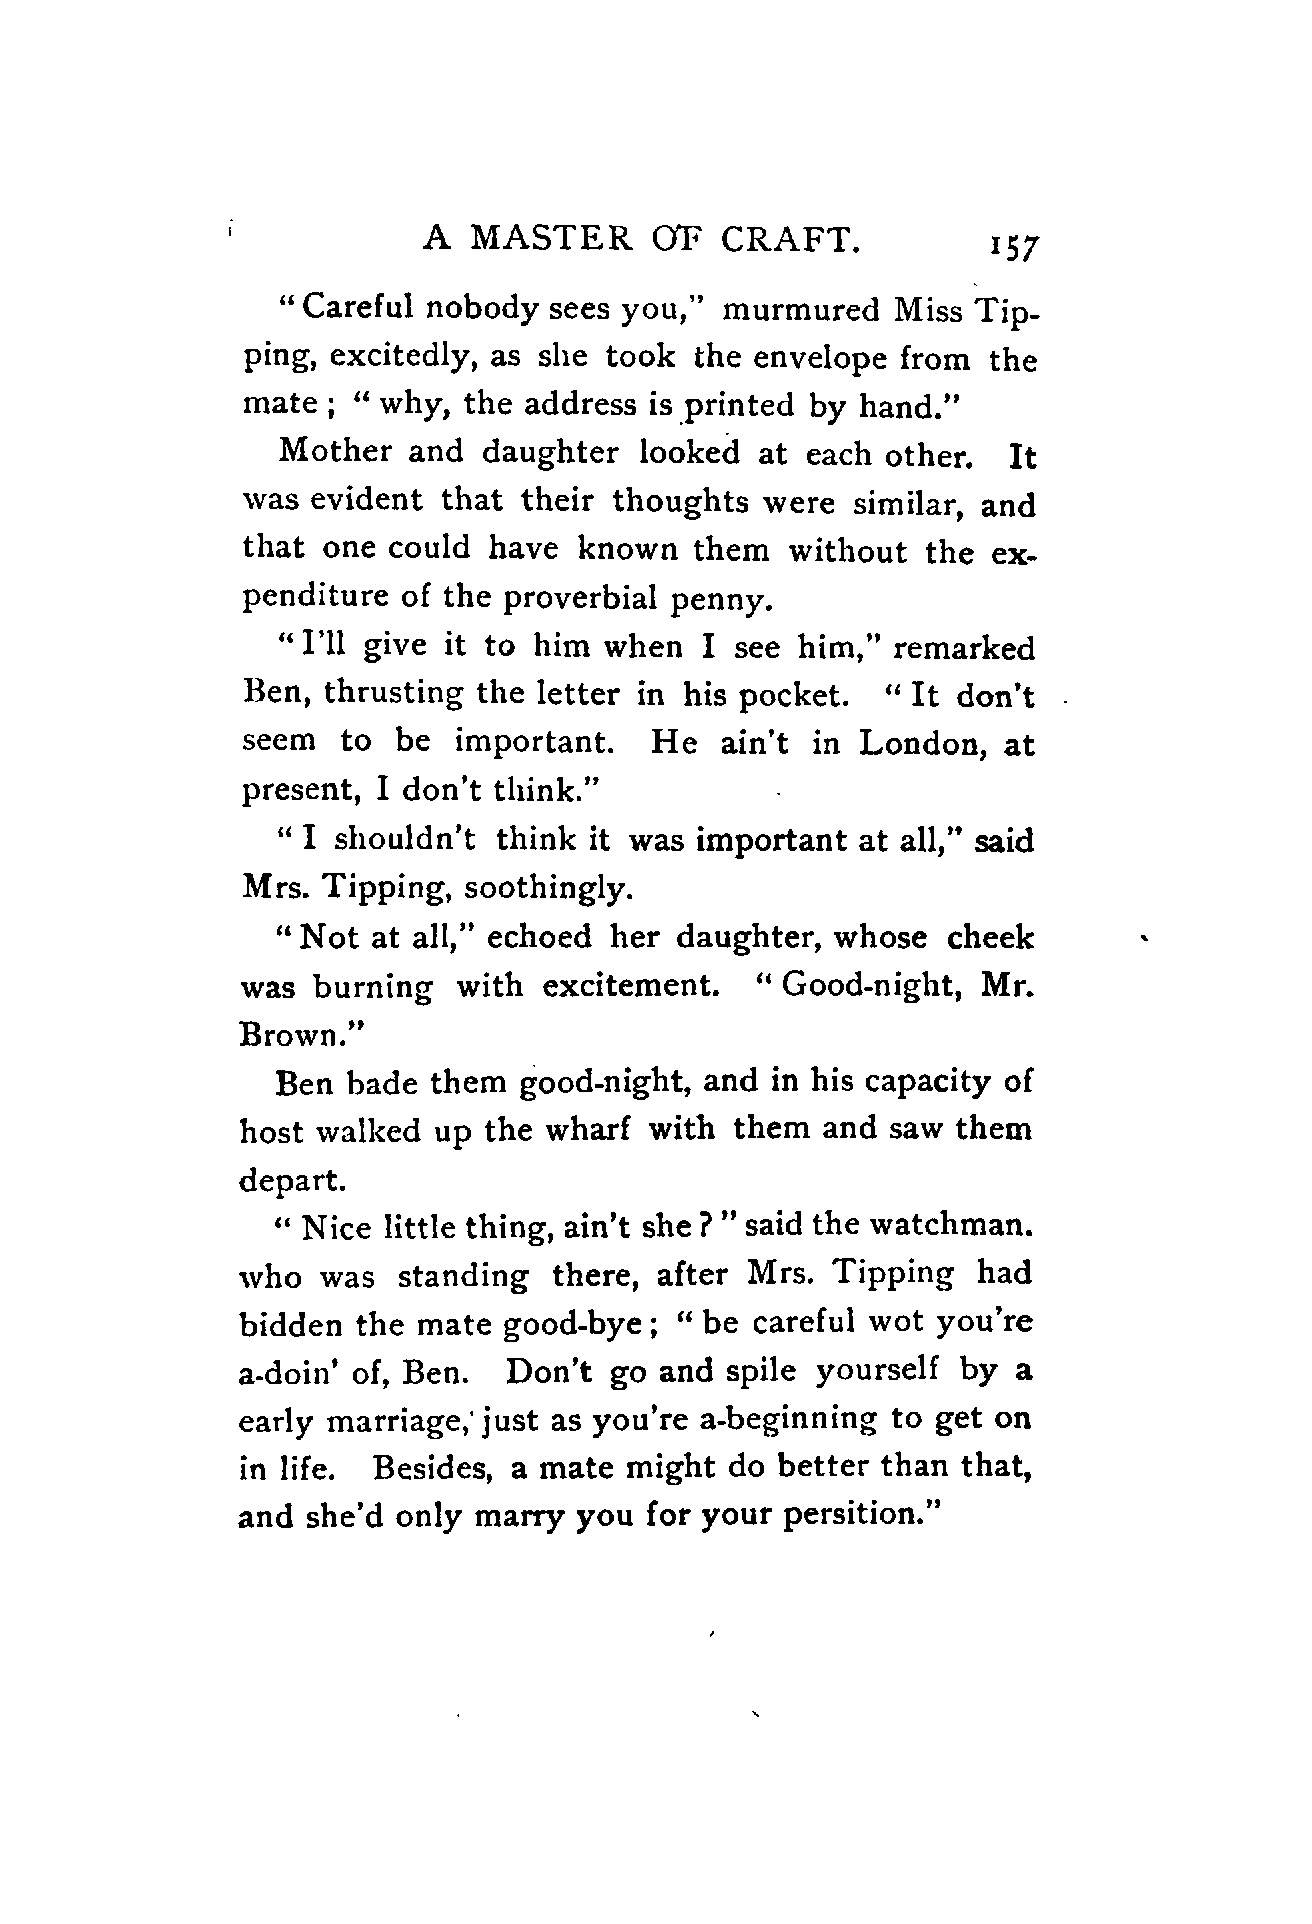 A MASTER OF CRAFT. 157
“Careful nobody sees you,” murmured Miss Tip-
ping, excitedly, as she took the envelope from the
mate; “why, the address is printed by hand.”
Mother and daughter looked at each other. It
was evident that their thoughts were similar, and
that one could have known them without the ex-
penditure of the proverbial penny.
“I’ll give it to him when I see him,” remarked
Ben, thrusting the letter in his pocket. “It don’t
seem to be important. He ain’t in London, at
present, I don’t think.”
“I shouldn’t think it was important at all,” said
Mrs. Tipping, soothingly.
“Not at all,” echoed her daughter, whose cheek
was burning with excitement. “Good-night, Mr.
Brown.”
Ben bade them good-night, and in his capacity of
host walked up the wharf with them and saw them
depart.
“Nice little thing, ain’t she?” said the watchman.
who was standing there, after Mrs. Tipping had
bidden the mate good-bye; “be careful wot you’re
a-doin’ of, Ben. Don’t go and spile yourself by a
early marriage, just as you’re a-beginning to get on
in life. Besides, a mate might do better than that,
and she’d only marry you for your persition.”